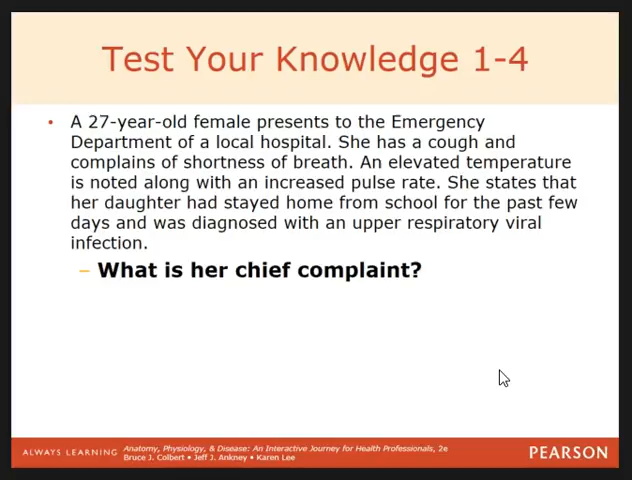 Test Your Knowledge 1-4
• A 27-year-old female presents to the Emergency
Department of a local hospital. She has a cough and
complains of shortness of breath. An elevated temperature
is noted along with an increased pulse rate. She states that
her daughter had stayed home from school for the past few
days and was diagnosed with an upper respiratory viral
infection.
– What is her chief complaint?
ALWAYS LEARNING
Anatomy, Physiology, & Disease: An Interactive Journey for Health Professionals, 2e
Bruce J. Colbert • Jeff J. Ankney • Karen Lee
PEARSON